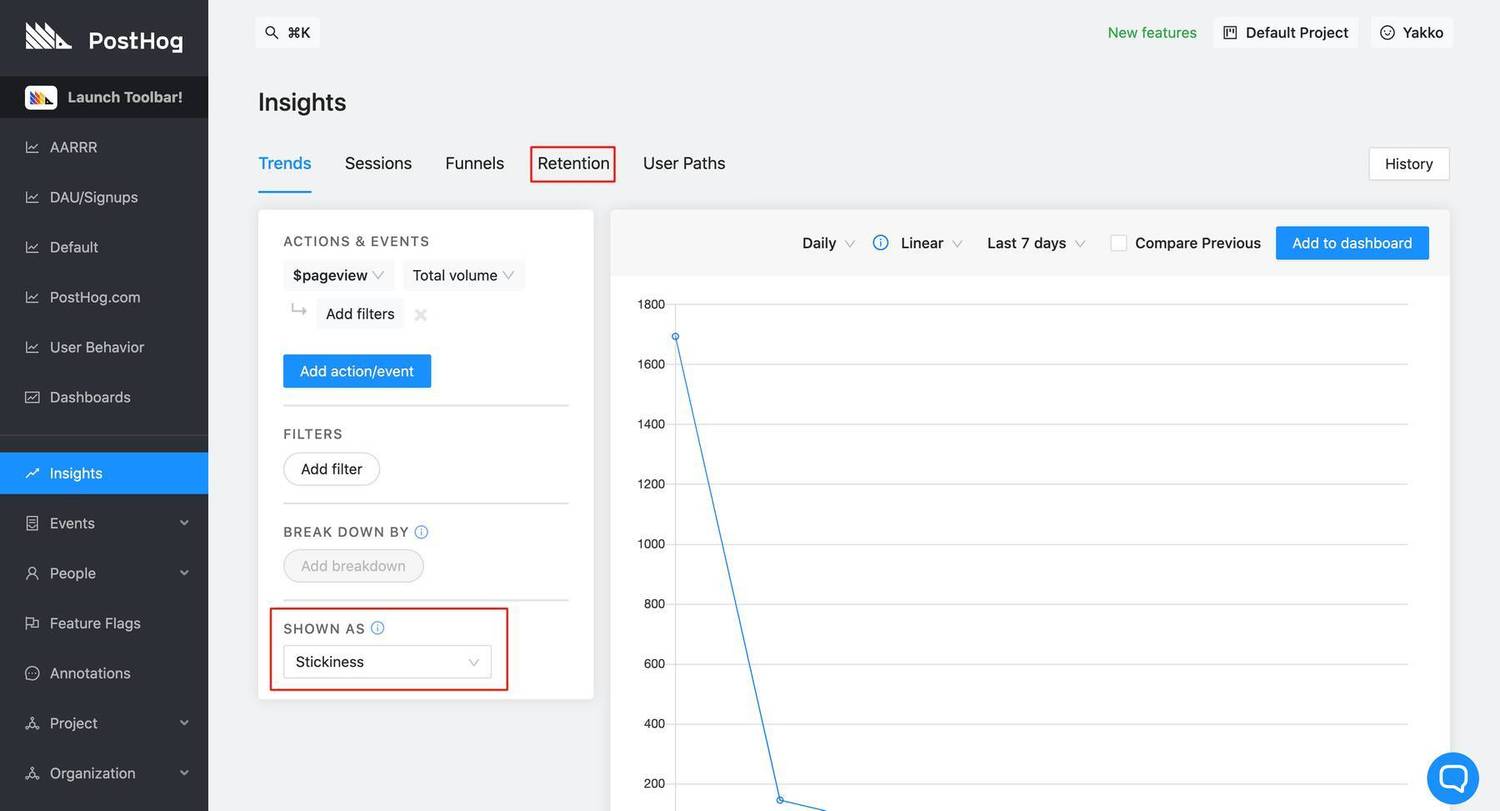 PostHog
Launch Toolbar!
AARRR
DAU/Signups
Default
PostHog.com
User Behavior
Dashboards
Insights
Events
People
Feature Flags
Annotations
Project
Organization
⌘K
New features
Default Project
Yakko
Insights
Trends
Sessions
Funnels
Retention
User Paths
History
ACTIONS & EVENTS
$pageview
Total volume
Add filters
Add action/event
FILTERS
Add filter
BREAK DOWN BY
Add breakdown
SHOWN AS
Stickiness
Daily
Linear
Last 7 days
Compare Previous
Add to dashboard
1800
1600
1400
1200
1000
800
600
400
200